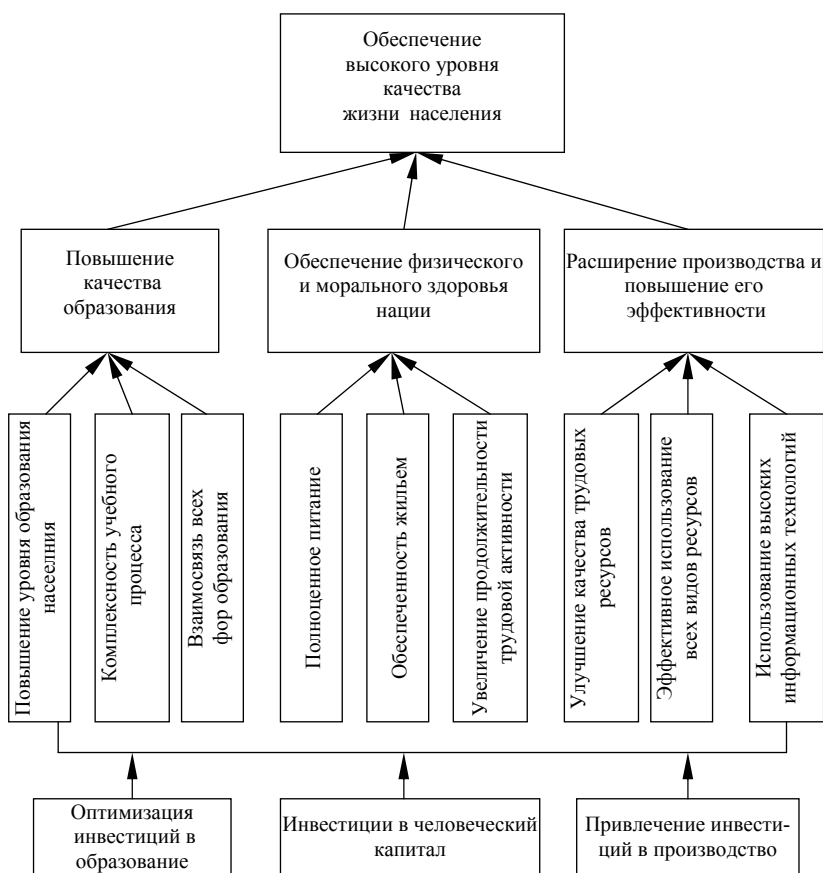 Обеспечение
высокого уровня
качества
жизни населения
Повышение
качества
образования
Обеспечение физического
и морального здоровья
нации
Расширение производства и
повышение его
эффективности
Повышение уровня образования
насеелния
Комплексность учебного
процесса
Взаимосвязь всех
фор образования
Полноценное питание
Обеспеченность жильем
Увеличение продолжительности
трудовой активности
Улучшение качества трудовых
ресурсов
Эффективное использование
всех видов ресурсов
Использование высоких
информационных технологий
Оптимизация
инвестиций в
образование
Инвестиции в человеческий
капитал
Привлечение инвести-
ций в производство